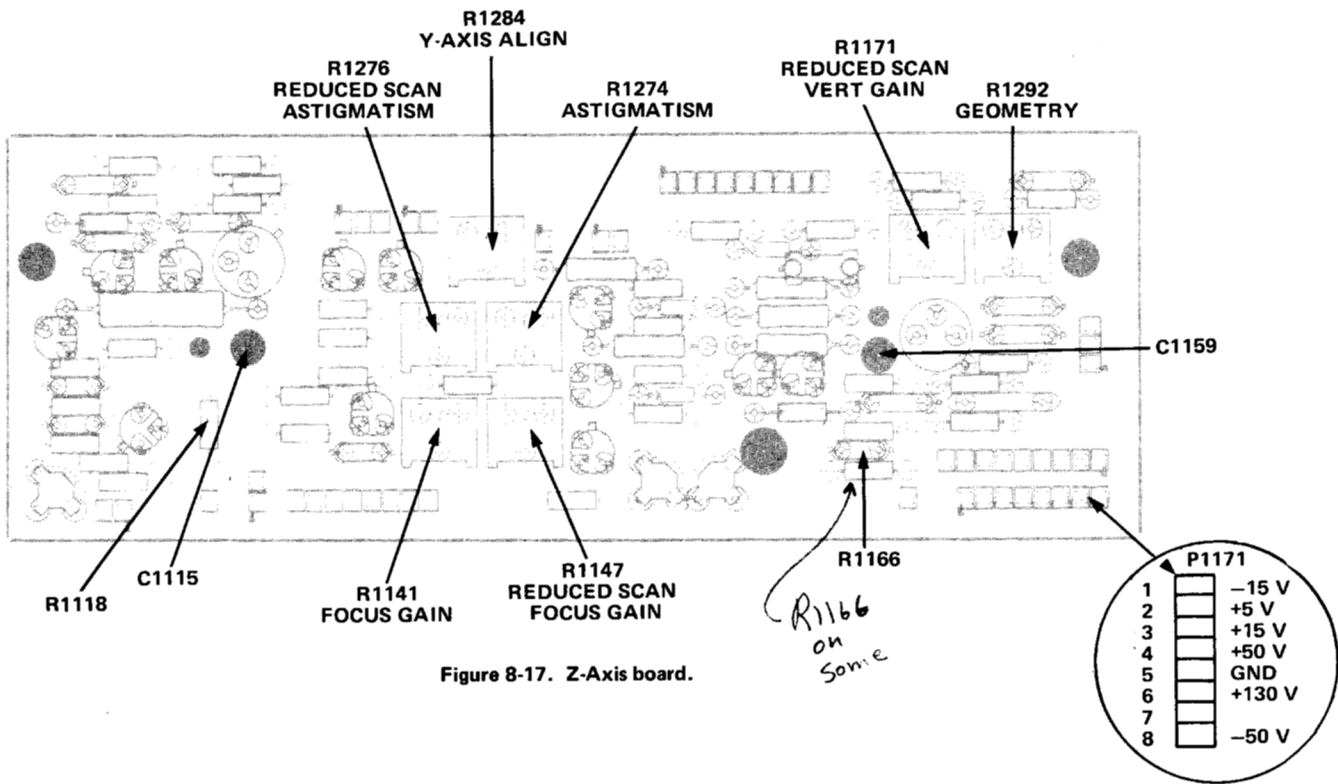 R1284
Y-AXIS ALIGN
R1276
REDUCED SCAN
ASTIGMATISM
R1274
ASTIGMATISM
R1171
REDUCED SCAN
VERT GAIN
R1292
GEOMETRY
C1159
R1118
C1115
R1141
FOCUS GAIN
R1147
REDUCED SCAN
FOCUS GAIN
R1166
R1166
on
some
P1171
1 –15 V
2 +5 V
3 +15 V
4 +50 V
5 GND
6 +130 V
7
8 –50 V
Figure 8-17. Z-Axis board.